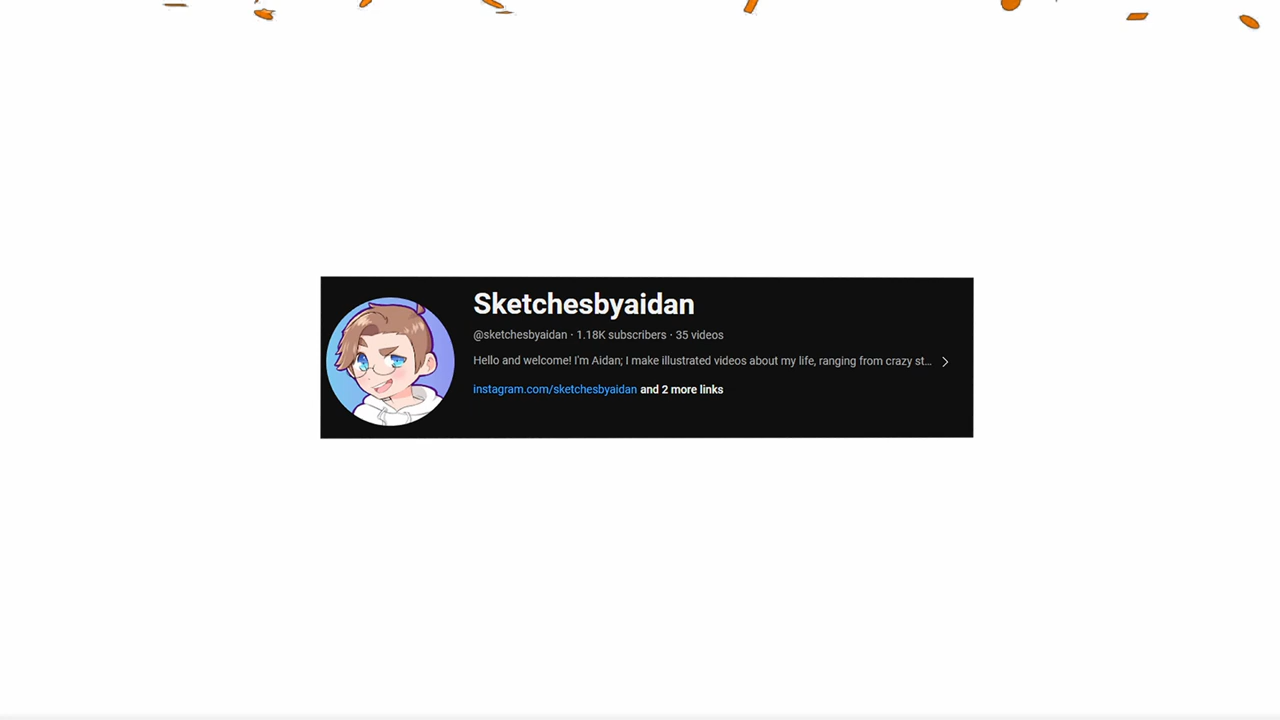 Sketchesbyaidan
@sketchesbyaidan · 1.18K subscribers · 35 videos
Hello and welcome! I'm Aidan; I make illustrated videos about my life, ranging from crazy st...
instagram.com/sketchesbyaidan and 2 more links